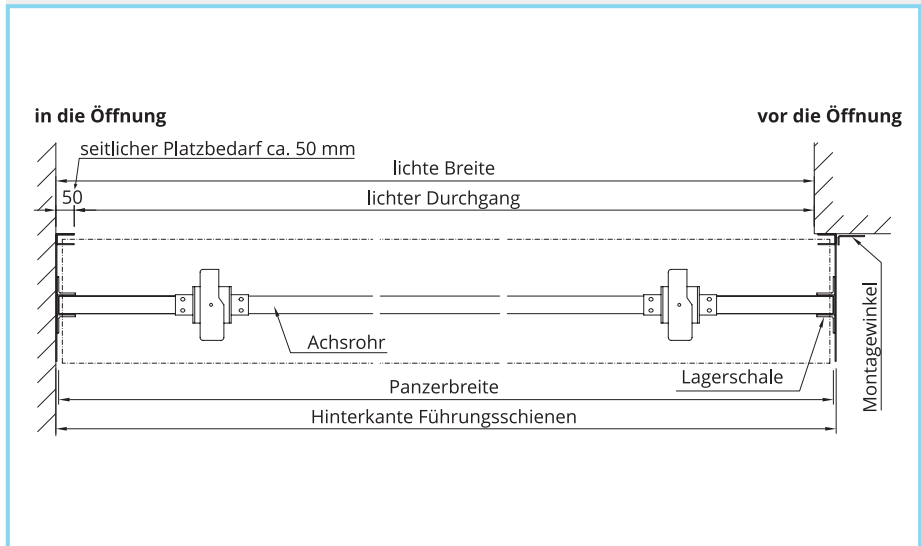 in die Öffnung
vor die Öffnung
seitlicher Platzbedarf ca. 50 mm
lichte Breite
50
lichter Durchgang
Achsrohr
Lagerschale
Montagewinkel
Panzerbreite
Hinterkante Führungsschienen